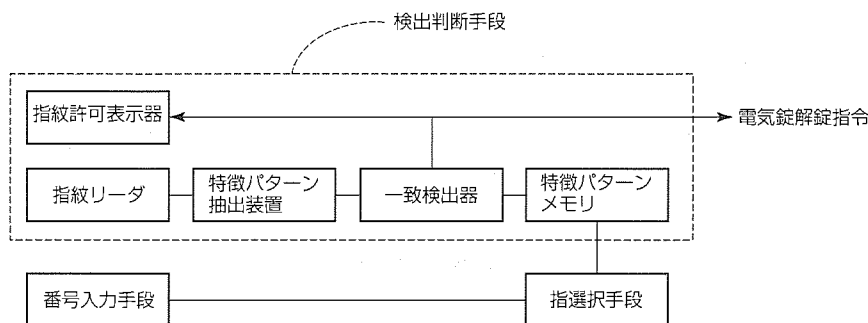 検出判断手段
指紋許可表示器
電気錠解錠指令
指紋リーダ
特徴パターン
抽出装置
一致検出器
特徴パターン
メモリ
番号入力手段
指選択手段